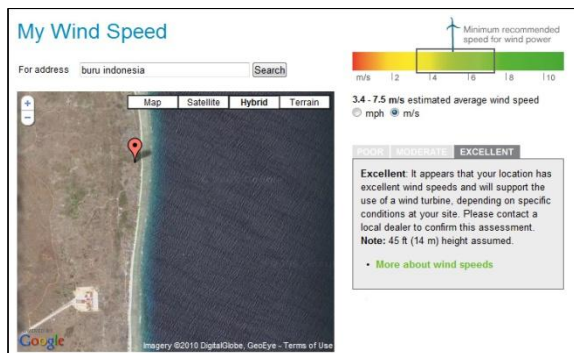 My Wind Speed
For address buru indonesia Search
Map Satellite Hybrid Terrain
Google
Imagery ©2010 DigitalGlobe, GeoEye - Terms of Use
Minimum recommended
speed for wind power
m/s 2 4 6 8 10
3.4 - 7.5 m/s estimated average wind speed
mph m/s
POOR MODERATE EXCELLENT
Excellent: It appears that your location has
excellent wind speeds and will support the
use of a wind turbine, depending on specific
conditions at your site. Please contact a
local dealer to confirm this assessment.
Note: 45 ft (14 m) height assumed.
• More about wind speeds